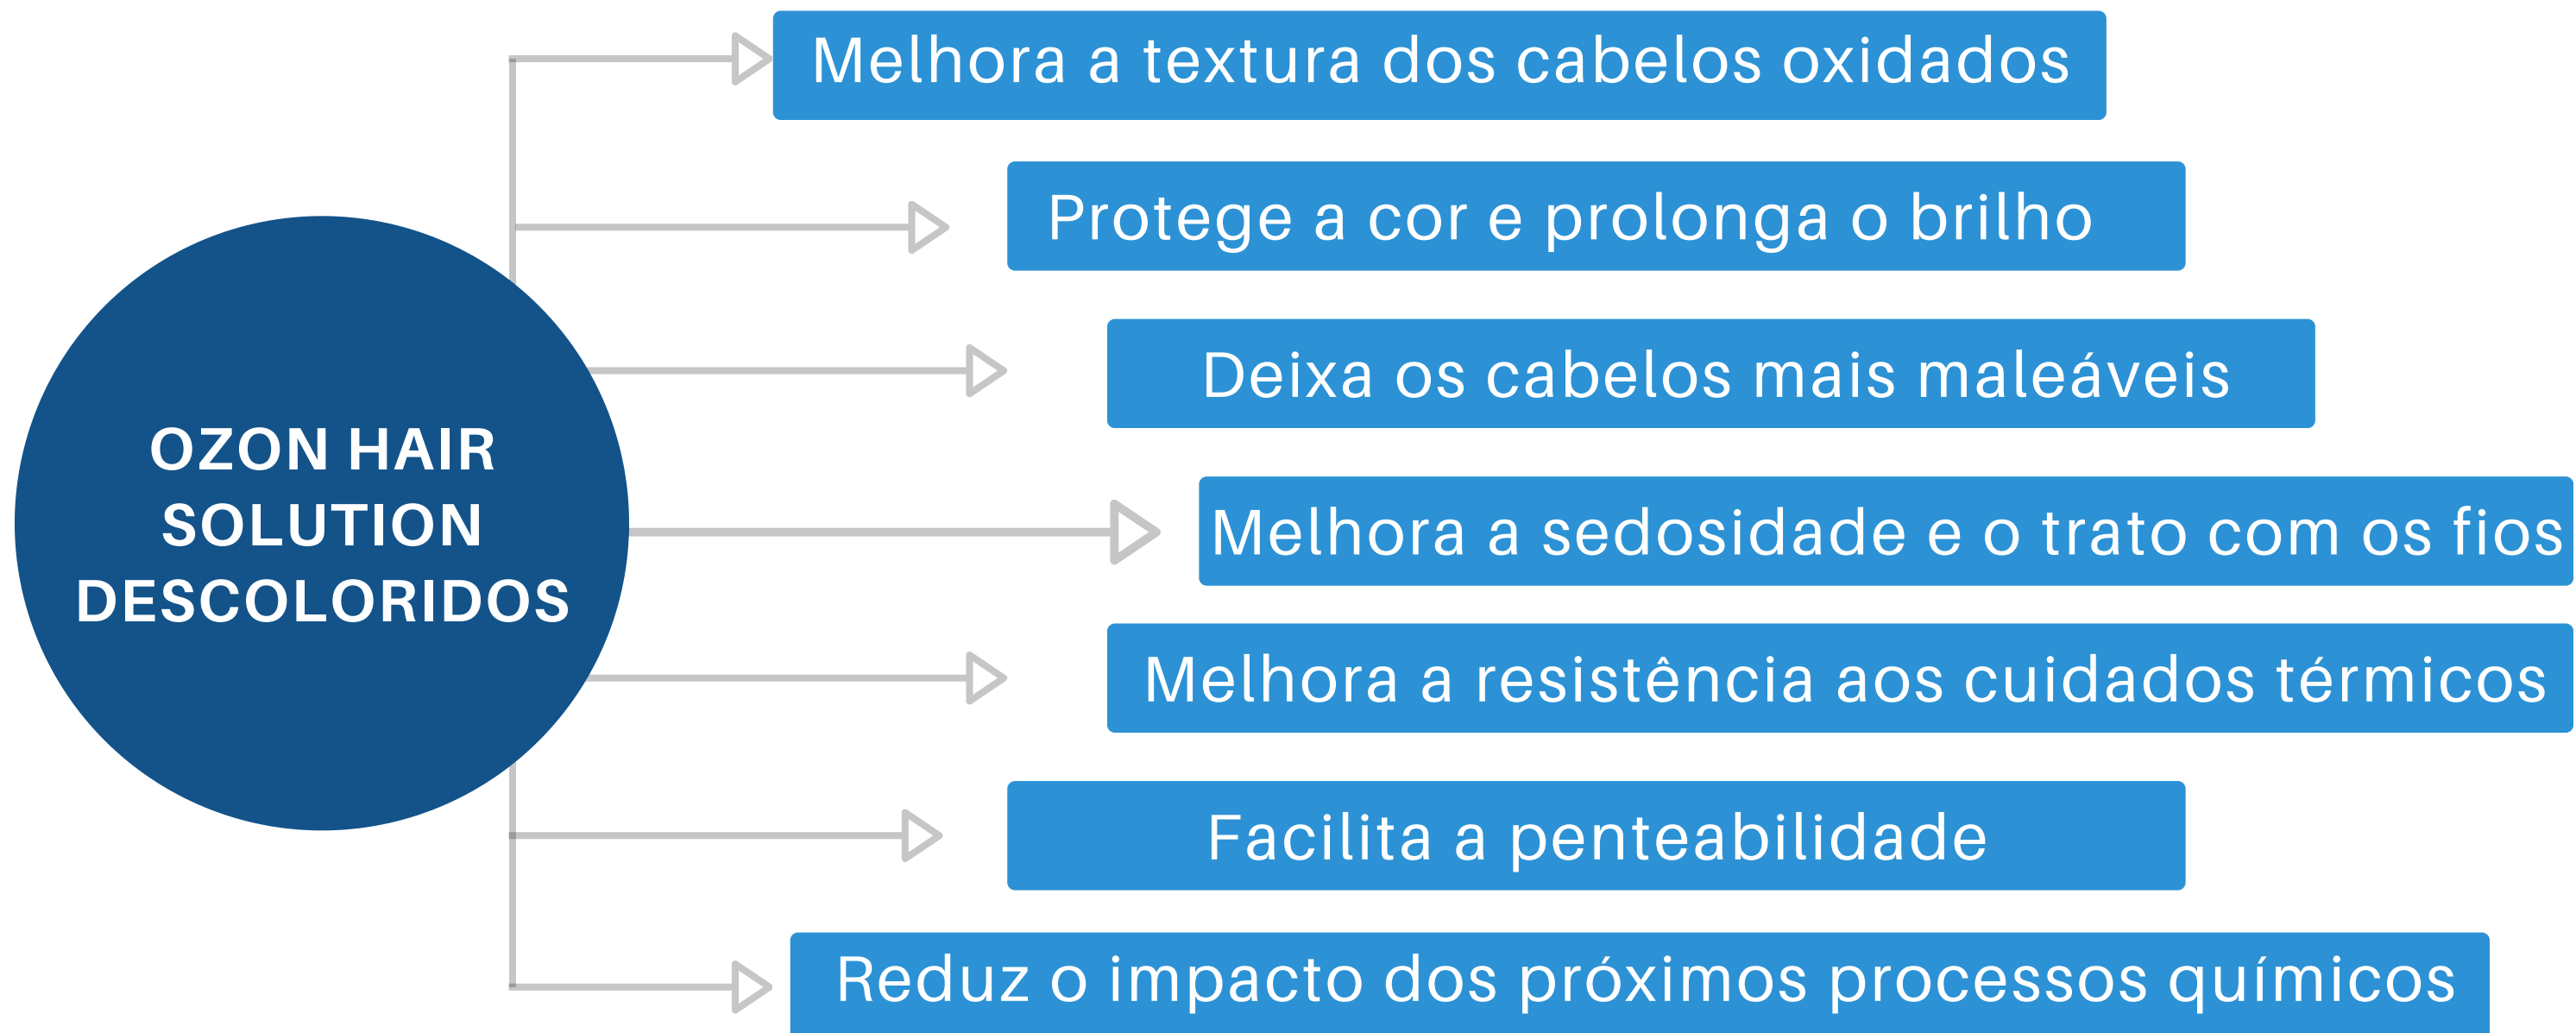 OZON HAIR
SOLUTION
DESCOLORIDOS
Melhora a textura dos cabelos oxidados
Protege a cor e prolonga o brilho
Deixa os cabelos mais maleáveis
Melhora a sedosidade e o trato com os fios
Melhora a resistência aos cuidados térmicos
Facilita a penteabilidade
Reduz o impacto dos próximos processos químicos